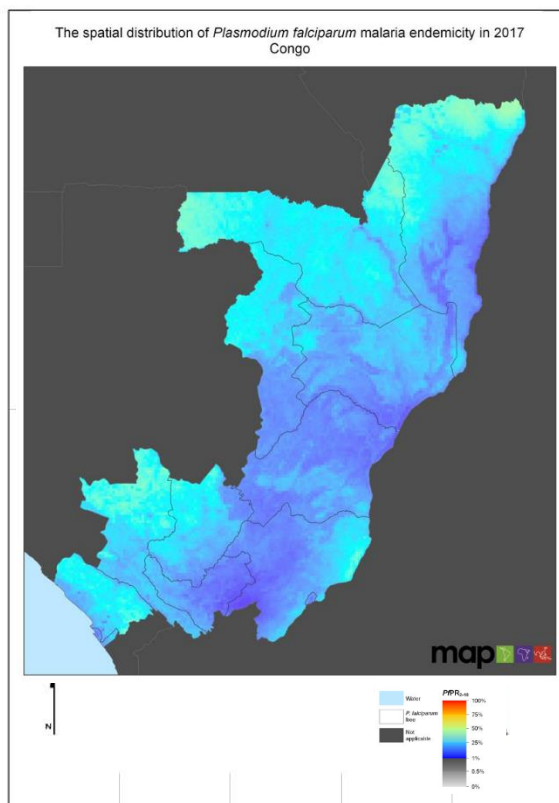 The spatial distribution of Plasmodium falciparum malaria endemicity in 2017
Congo
map
N
Water
P. falciparum
free
Not
applicable
PfPR2-10
100%
75%
50%
25%
1%
0.5%
0%